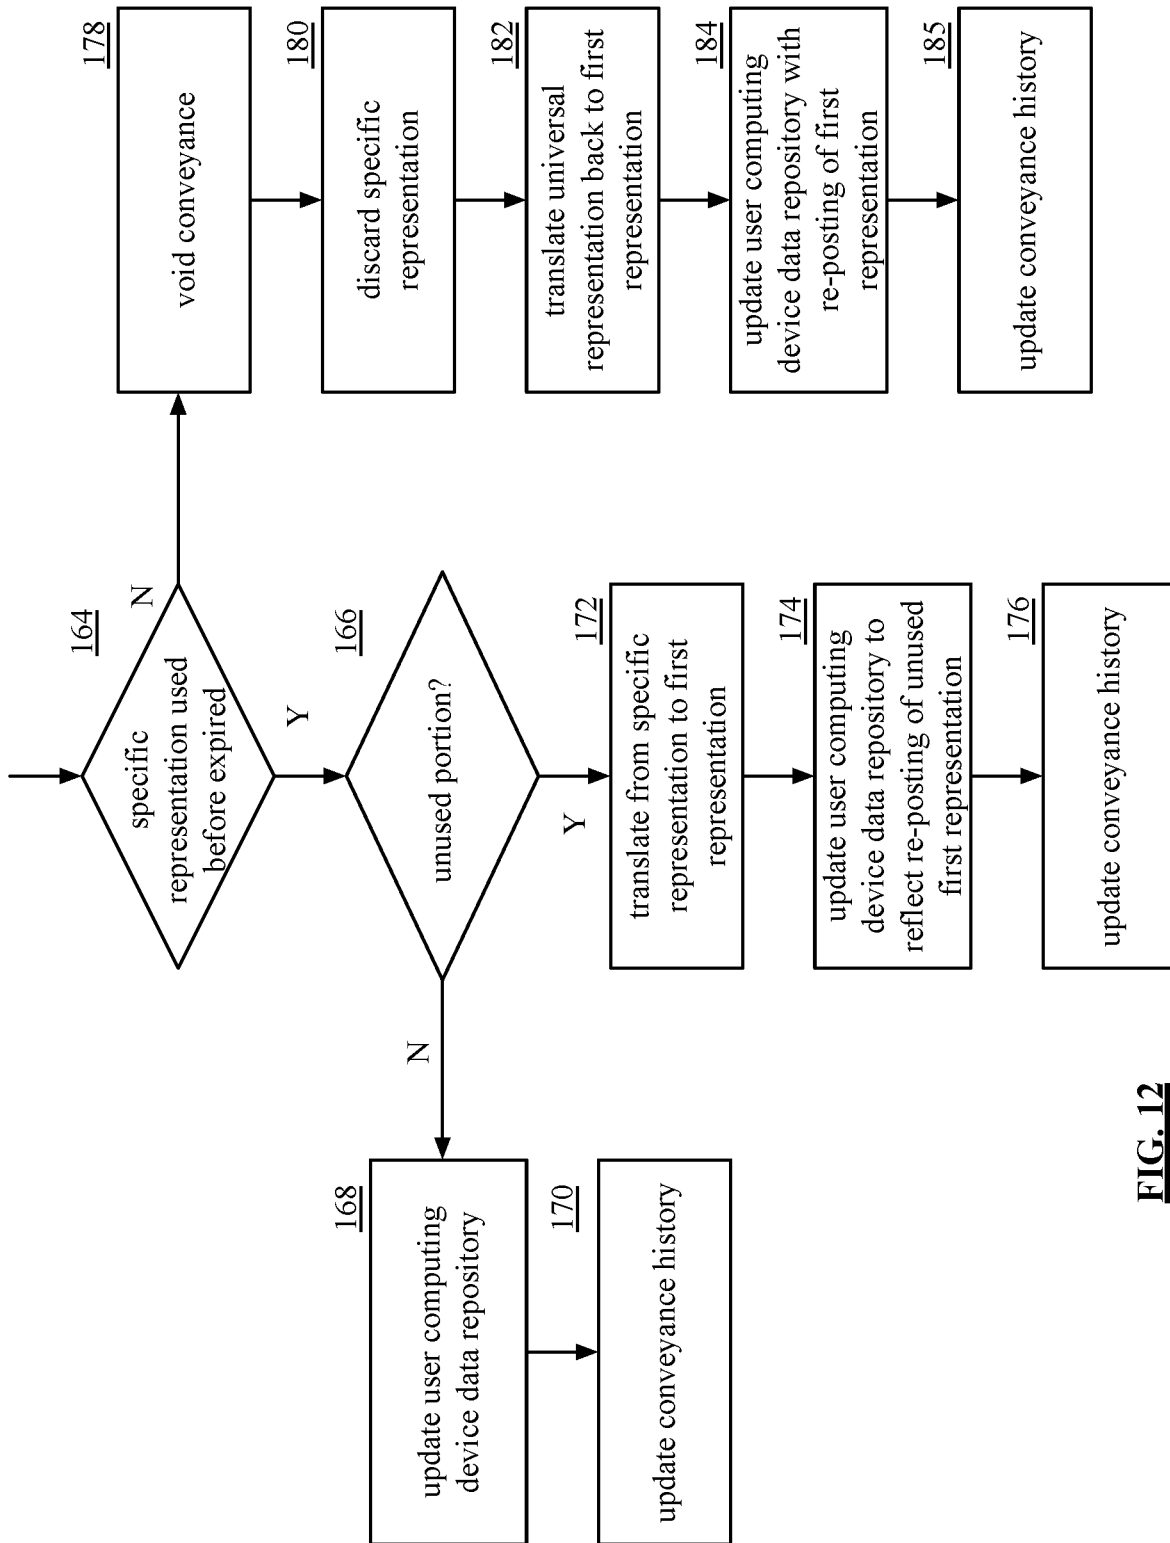 164
specific
representation used
before expired
N
Y
166
unused portion?
N
Y
168
update user computing
device data repository
170
update conveyance history
172
translate from specific
representation to first
representation
174
update user computing
device data repository to
reflect re-posting of unused
first representation
176
update conveyance history
178
void conveyance
180
discard specific
representation
182
translate universal
representation back to first
representation
184
update user computing
device data repository with
re-posting of first
representation
185
update conveyance history
FIG. 12